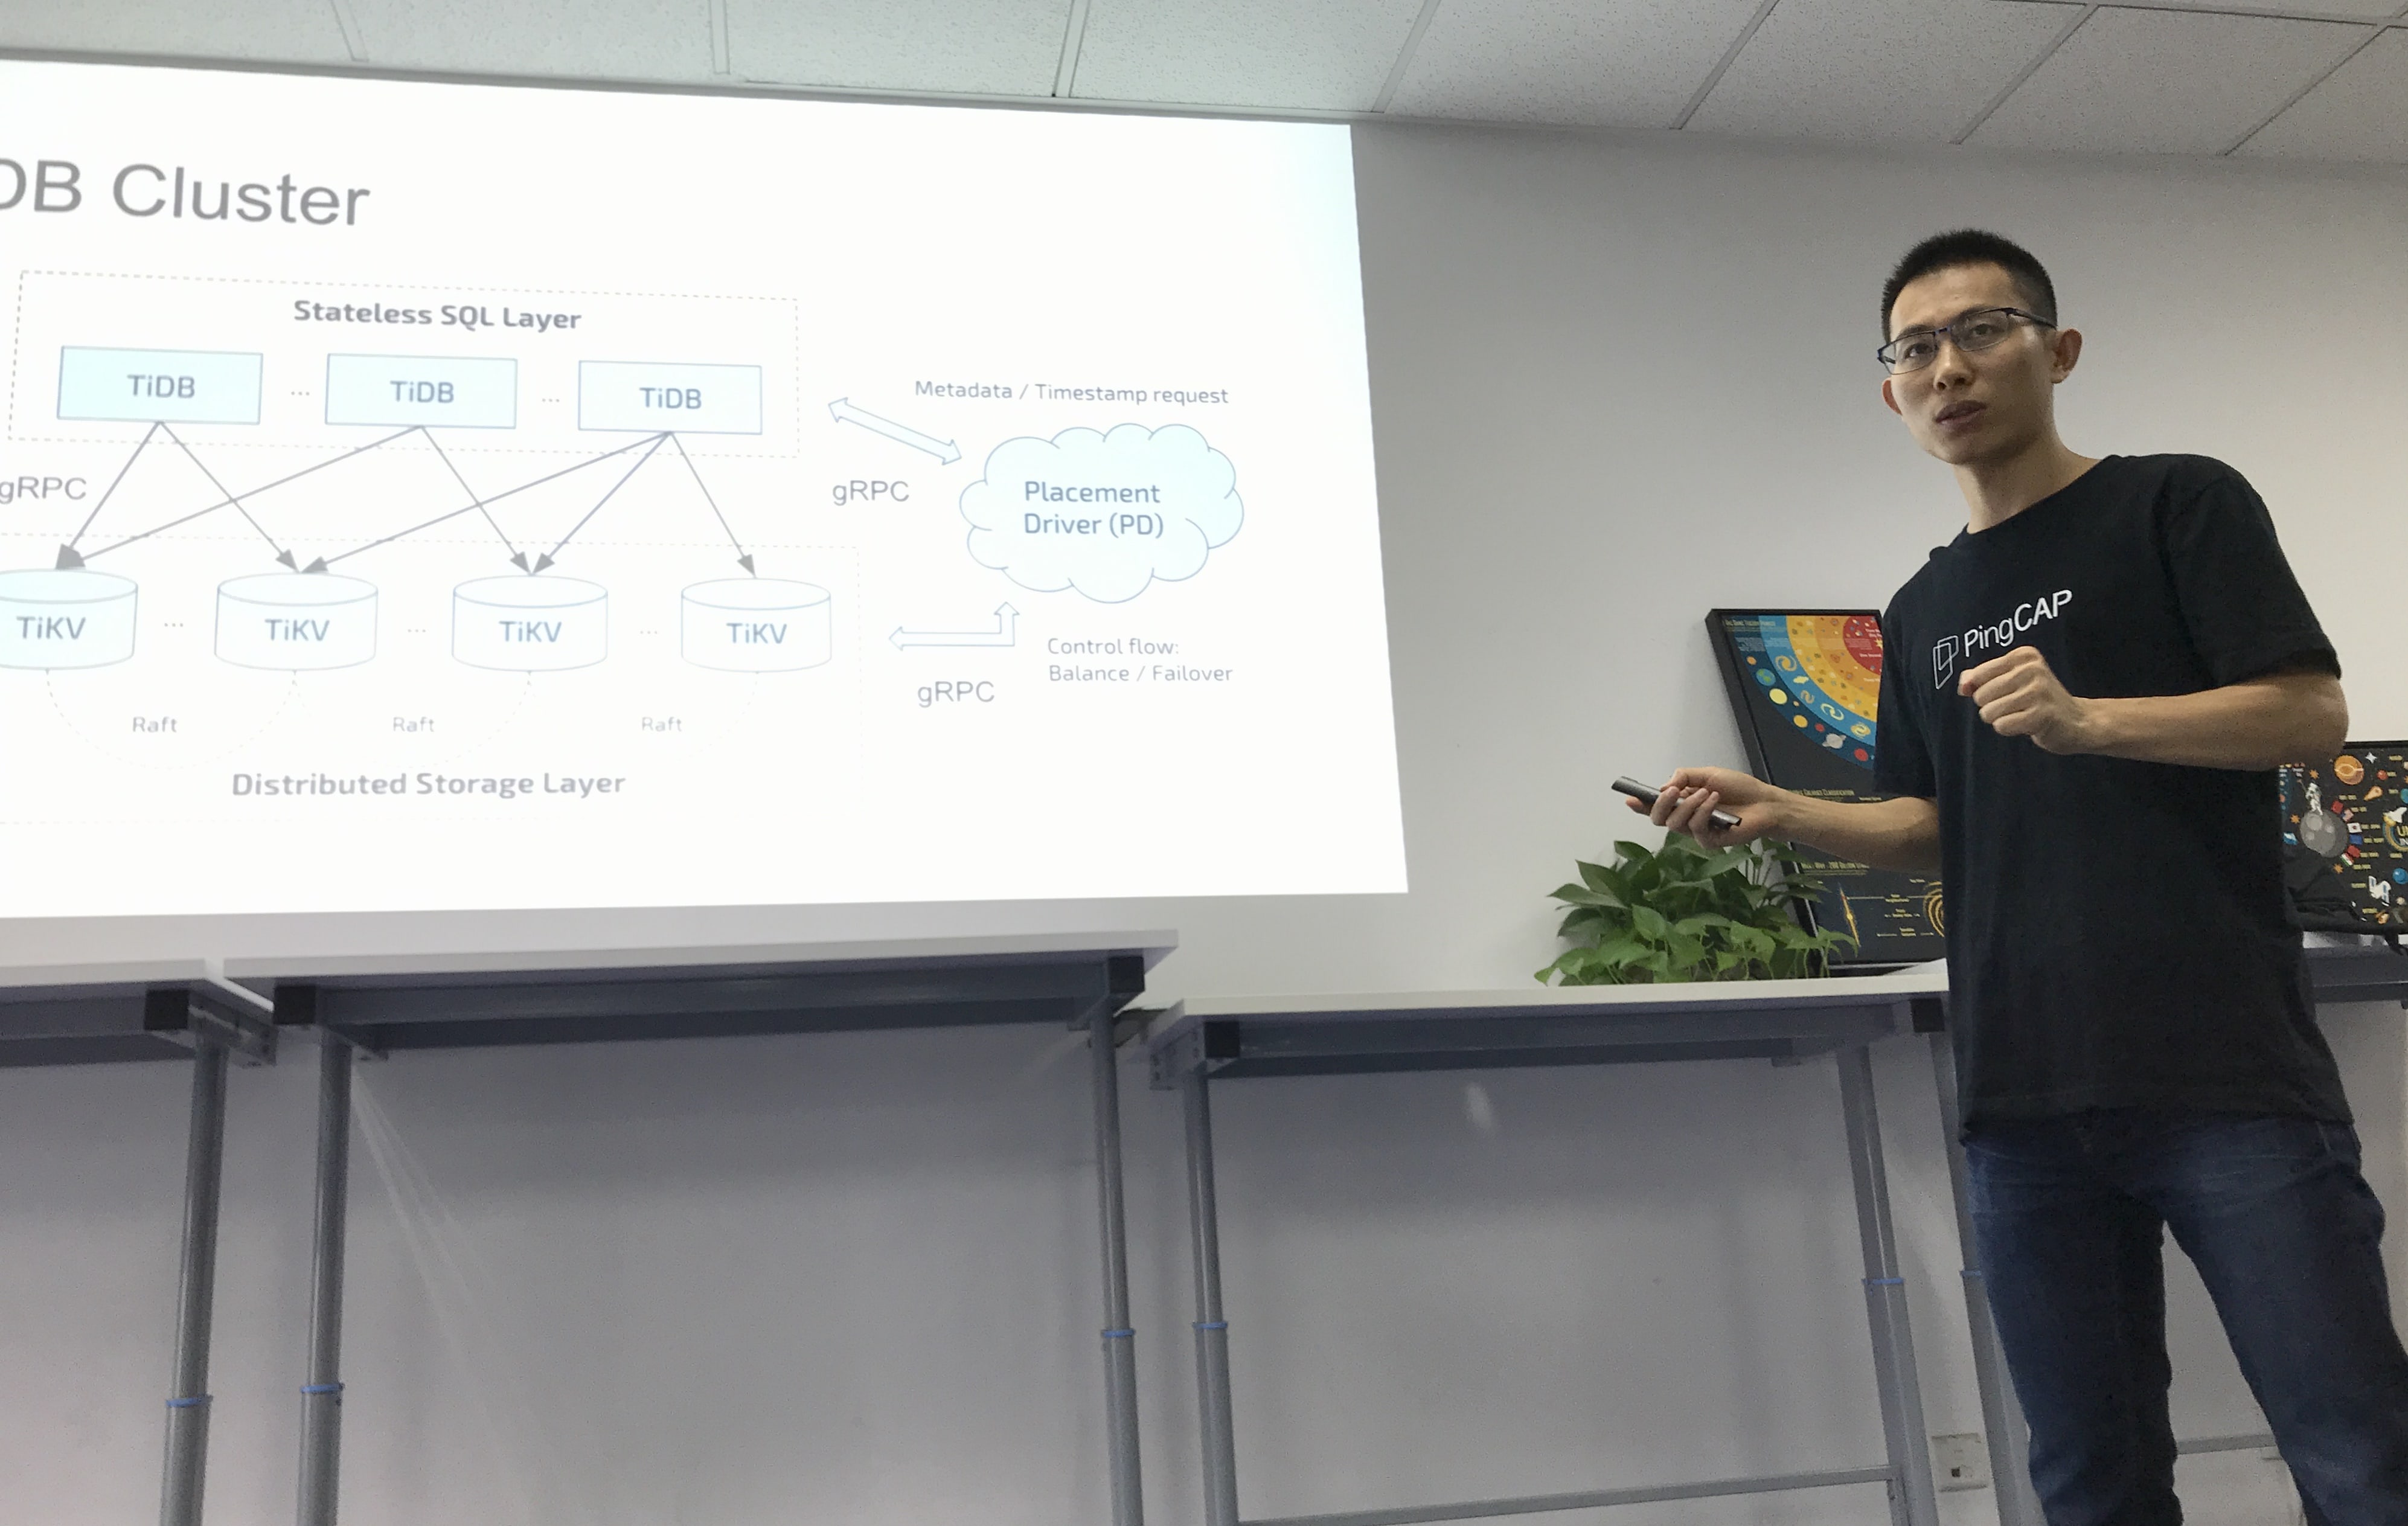 DB Cluster
Stateless SQL Layer
TiDB ... TiDB ... TiDB
Metadata / Timestamp request
gRPC
gRPC
Placement
Driver (PD)
TiKV ... TiKV ... TiKV ... TiKV
Control flow:
Balance / Failover
gRPC
Raft Raft Raft
Distributed Storage Layer
PingCAP